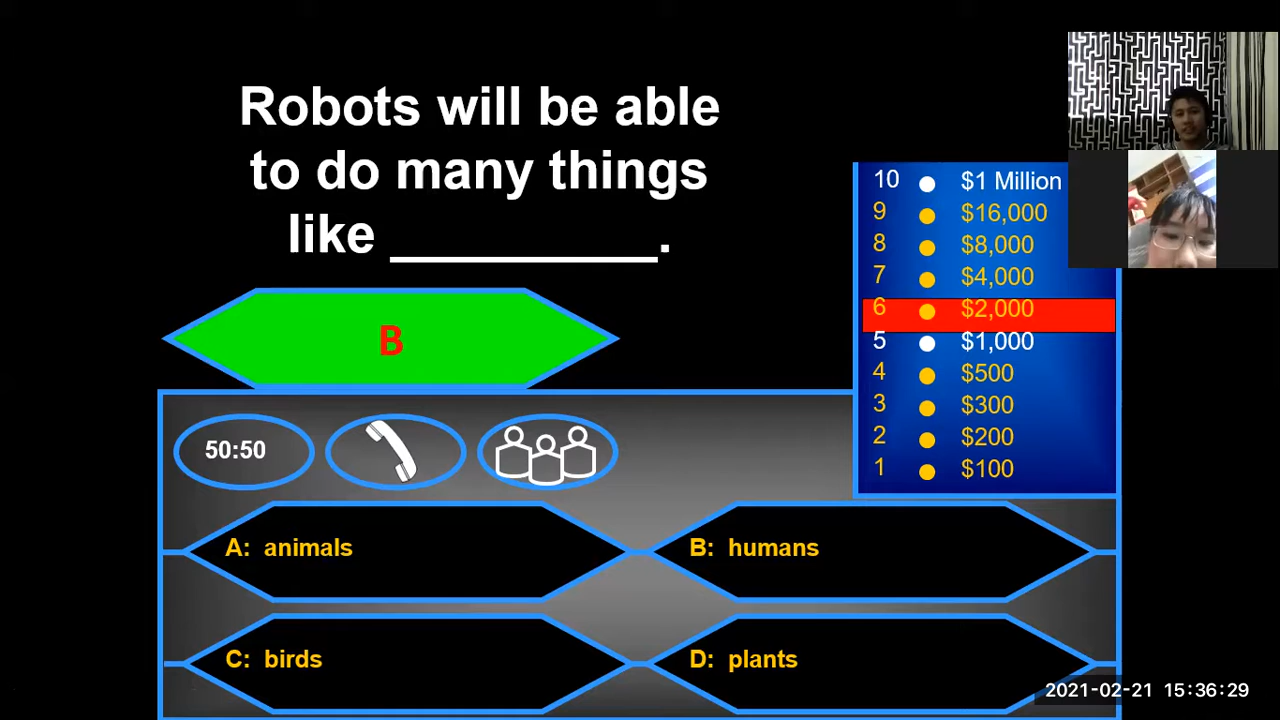 Robots will be able
to do many things
like __________.
B
10 $1 Million
9 $16,000
8 $8,000
7 $4,000
6 $2,000
5 $1,000
4 $500
3 $300
2 $200
1 $100
50:50
A: animals
B: humans
C: birds
D: plants
2021-02-21 15:36:29